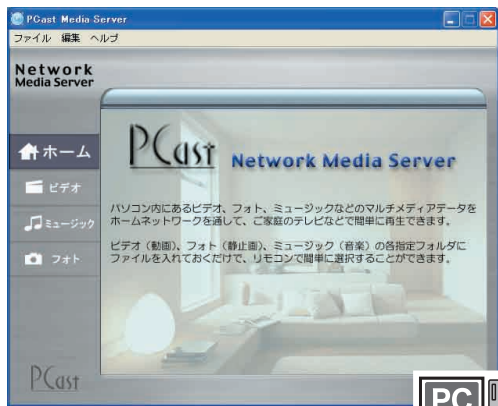 PCast Media Server
ファイル 編集 ヘルプ
Network
Media Server
ホーム
ビデオ
ミュージック
フォト
PCast
PCast Network Media Server
パソコン内にあるビデオ、フォト、ミュージックなどのマルチメディアデータを
ホームネットワークを通して、ご家庭のテレビなどで簡単に再生できます。
ビデオ（動画）、フォト（静止画）、ミュージック（音楽）の各指定フォルダに
ファイルを入れておくだけで、リモコンで簡単に選択することができます。
PC